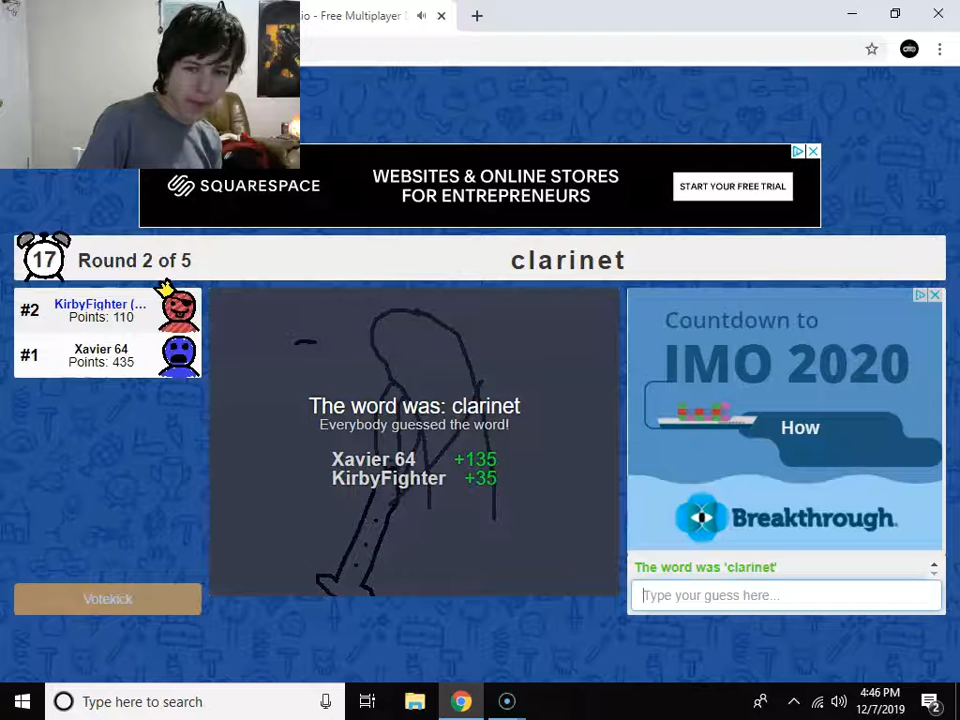 io - Free Multiplayer
SQUARESPACE
WEBSITES & ONLINE STORES
FOR ENTREPRENEURS
START YOUR FREE TRIAL
17
Round 2 of 5
clarinet
#2
KirbyFighter (...
Points: 110
#1
Xavier 64
Points: 435
The word was: clarinet
Everybody guessed the word!
Xavier 64 +135
KirbyFighter +35
Countdown to
IMO 2020
How
Breakthrough.
The word was 'clarinet'
Type your guess here...
Votekick
Type here to search
4:46 PM
12/7/2019
2